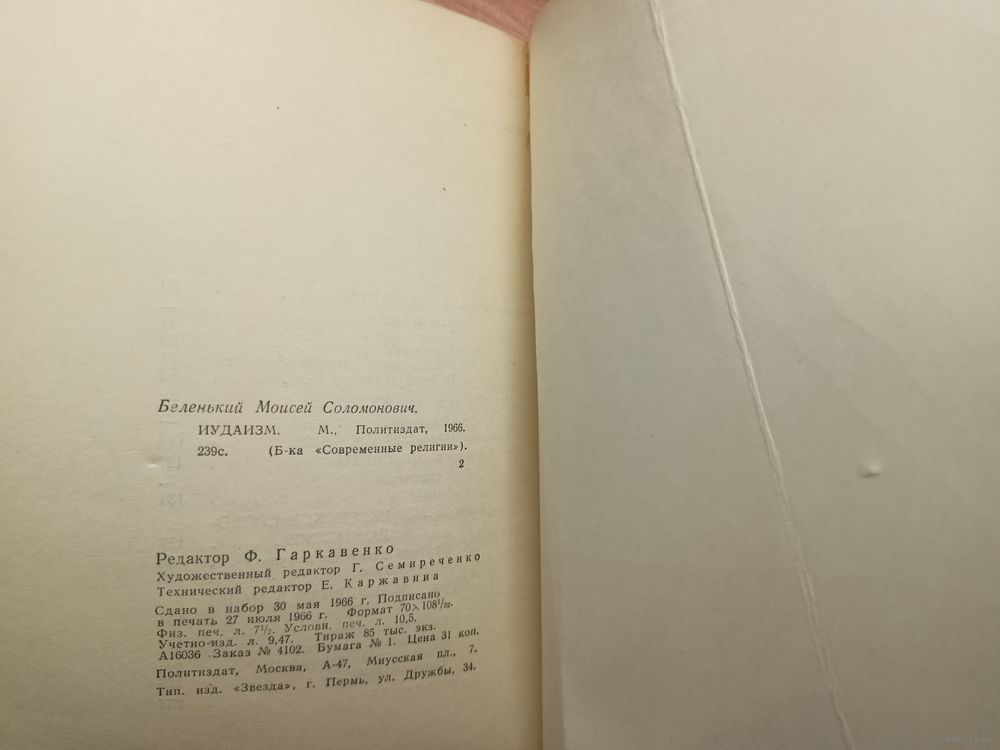 Беленький Моисей Соломонович.
ИУДАИЗМ. М., Политиздат, 1966.
239с. (Б-ка «Современные религии»).
2
Редактор Ф. Гаркавенко
Художественный редактор Г. Семиреченко
Технический редактор Е. Каржавина
Сдано в набор 30 мая 1966 г. Подписано
в печать 27 июля 1966 г. Формат 70×108¹/₃₂.
Физ. печ. л. 7¹/₂. Условн. печ. л. 10,5.
Учетно-изд. л. 9,47. Тираж 85 тыс. экз.
А16036 Заказ № 4102. Бумага № 1. Цена 31 коп.
Политиздат, Москва, А-47, Миусская пл., 7.
Тип. изд. «Звезда», г. Пермь, ул. Дружбы, 34.